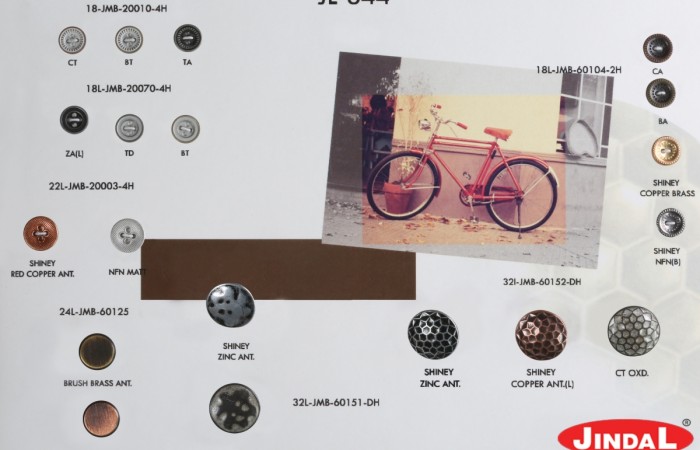 JL-844
18-JMB-20010-4H
CT BT TA
18L-JMB-20070-4H
ZA(L) TD BT
22L-JMB-20003-4H
SHINEY
RED COPPER ANT.
NFN MATT
24L-JMB-60125
BRUSH BRASS ANT.
SHINEY
ZINC ANT.
32L-JMB-60151-DH
18L-JMB-60104-2H
CA
BA
SHINEY
COPPER BRASS
SHINEY
NFN(B)
32I-JMB-60152-DH
SHINEY
ZINC ANT.
SHINEY
COPPER ANT.(L)
CT OXD.
JINDAL®